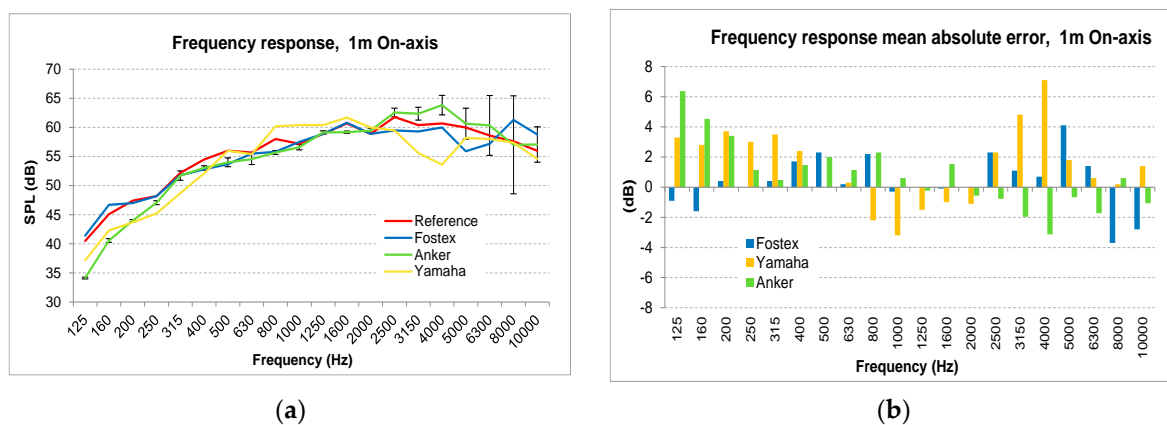 (a)
Frequency response, 1m On-axis
SPL (dB)
70
65
60
55
50
45
40
35
30
Reference
Fostex
Anker
Yamaha
125 160 200 250 315 400 500 630 800 1000 1250 1600 2000 2500 3150 4000 5000 6300 8000 10000
Frequency (Hz)
(a)
(b)
Frequency response mean absolute error, 1m On-axis
(dB)
8
6
4
2
0
-2
-4
-6
-8
Fostex
Yamaha
Anker
125 160 200 250 315 400 500 630 800 1000 1250 1600 2000 2500 3150 4000 5000 6300 8000 10000
Frequency (Hz)
(b)